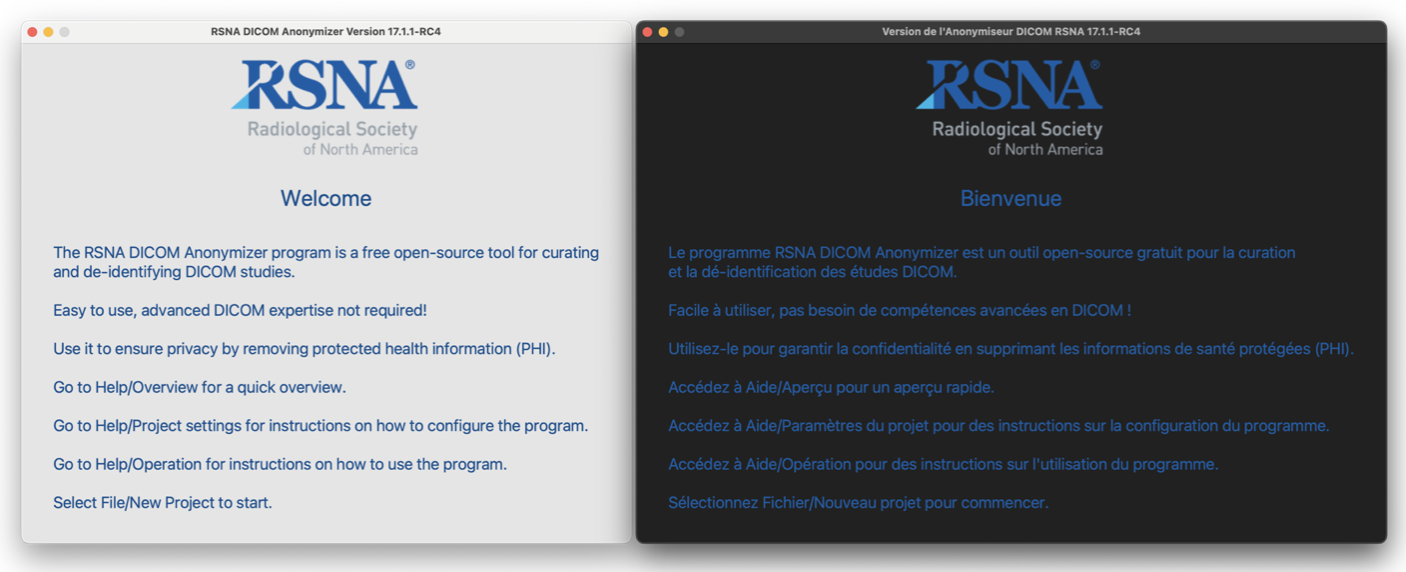 RSNA DICOM Anonymizer Version 17.1.1-RC4
RSNA®
Radiological Society
of North America
Welcome
The RSNA DICOM Anonymizer program is a free open-source tool for curating
and de-identifying DICOM studies.
Easy to use, advanced DICOM expertise not required!
Use it to ensure privacy by removing protected health information (PHI).
Go to Help/Overview for a quick overview.
Go to Help/Project settings for instructions on how to configure the program.
Go to Help/Operation for instructions on how to use the program.
Select File/New Project to start.
Version de l'Anonymiseur DICOM RSNA 17.1.1-RC4
RSNA®
Radiological Society
of North America
Bienvenue
Le programme RSNA DICOM Anonymizer est un outil open-source gratuit pour la curation
et la dé-identification des études DICOM.
Facile à utiliser, pas besoin de compétences avancées en DICOM !
Utilisez-le pour garantir la confidentialité en supprimant les informations de santé protégées (PHI).
Accédez à Aide/Aperçu pour un aperçu rapide.
Accédez à Aide/Paramètres du projet pour des instructions sur la configuration du programme.
Accédez à Aide/Opération pour des instructions sur l'utilisation du programme.
Sélectionnez Fichier/Nouveau projet pour commencer.